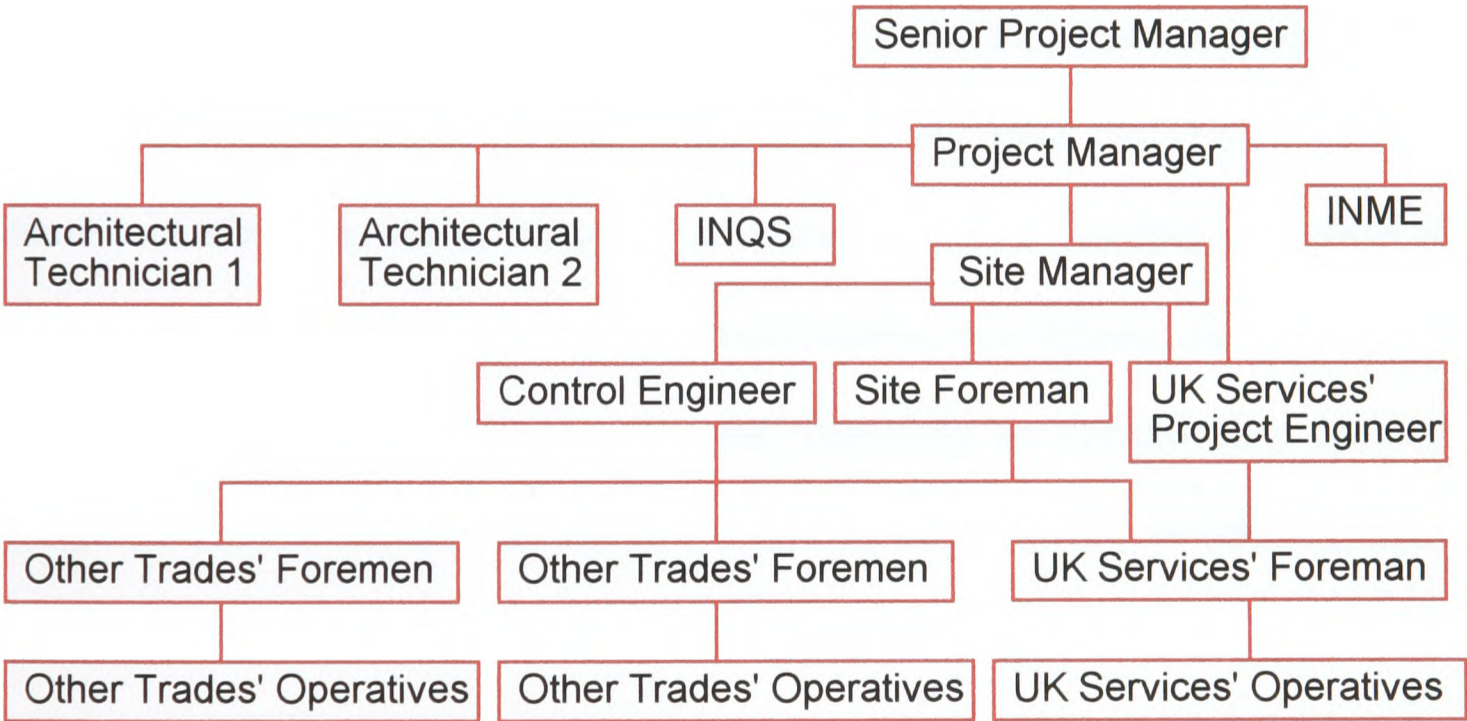 Senior Project Manager
Project Manager
Architectural
Technician 1
Architectural
Technician 2
INQS
INME
Site Manager
Control Engineer
Site Foreman
UK Services'
Project Engineer
Other Trades' Foremen
Other Trades' Foremen
UK Services' Foreman
Other Trades' Operatives
Other Trades' Operatives
UK Services' Operatives